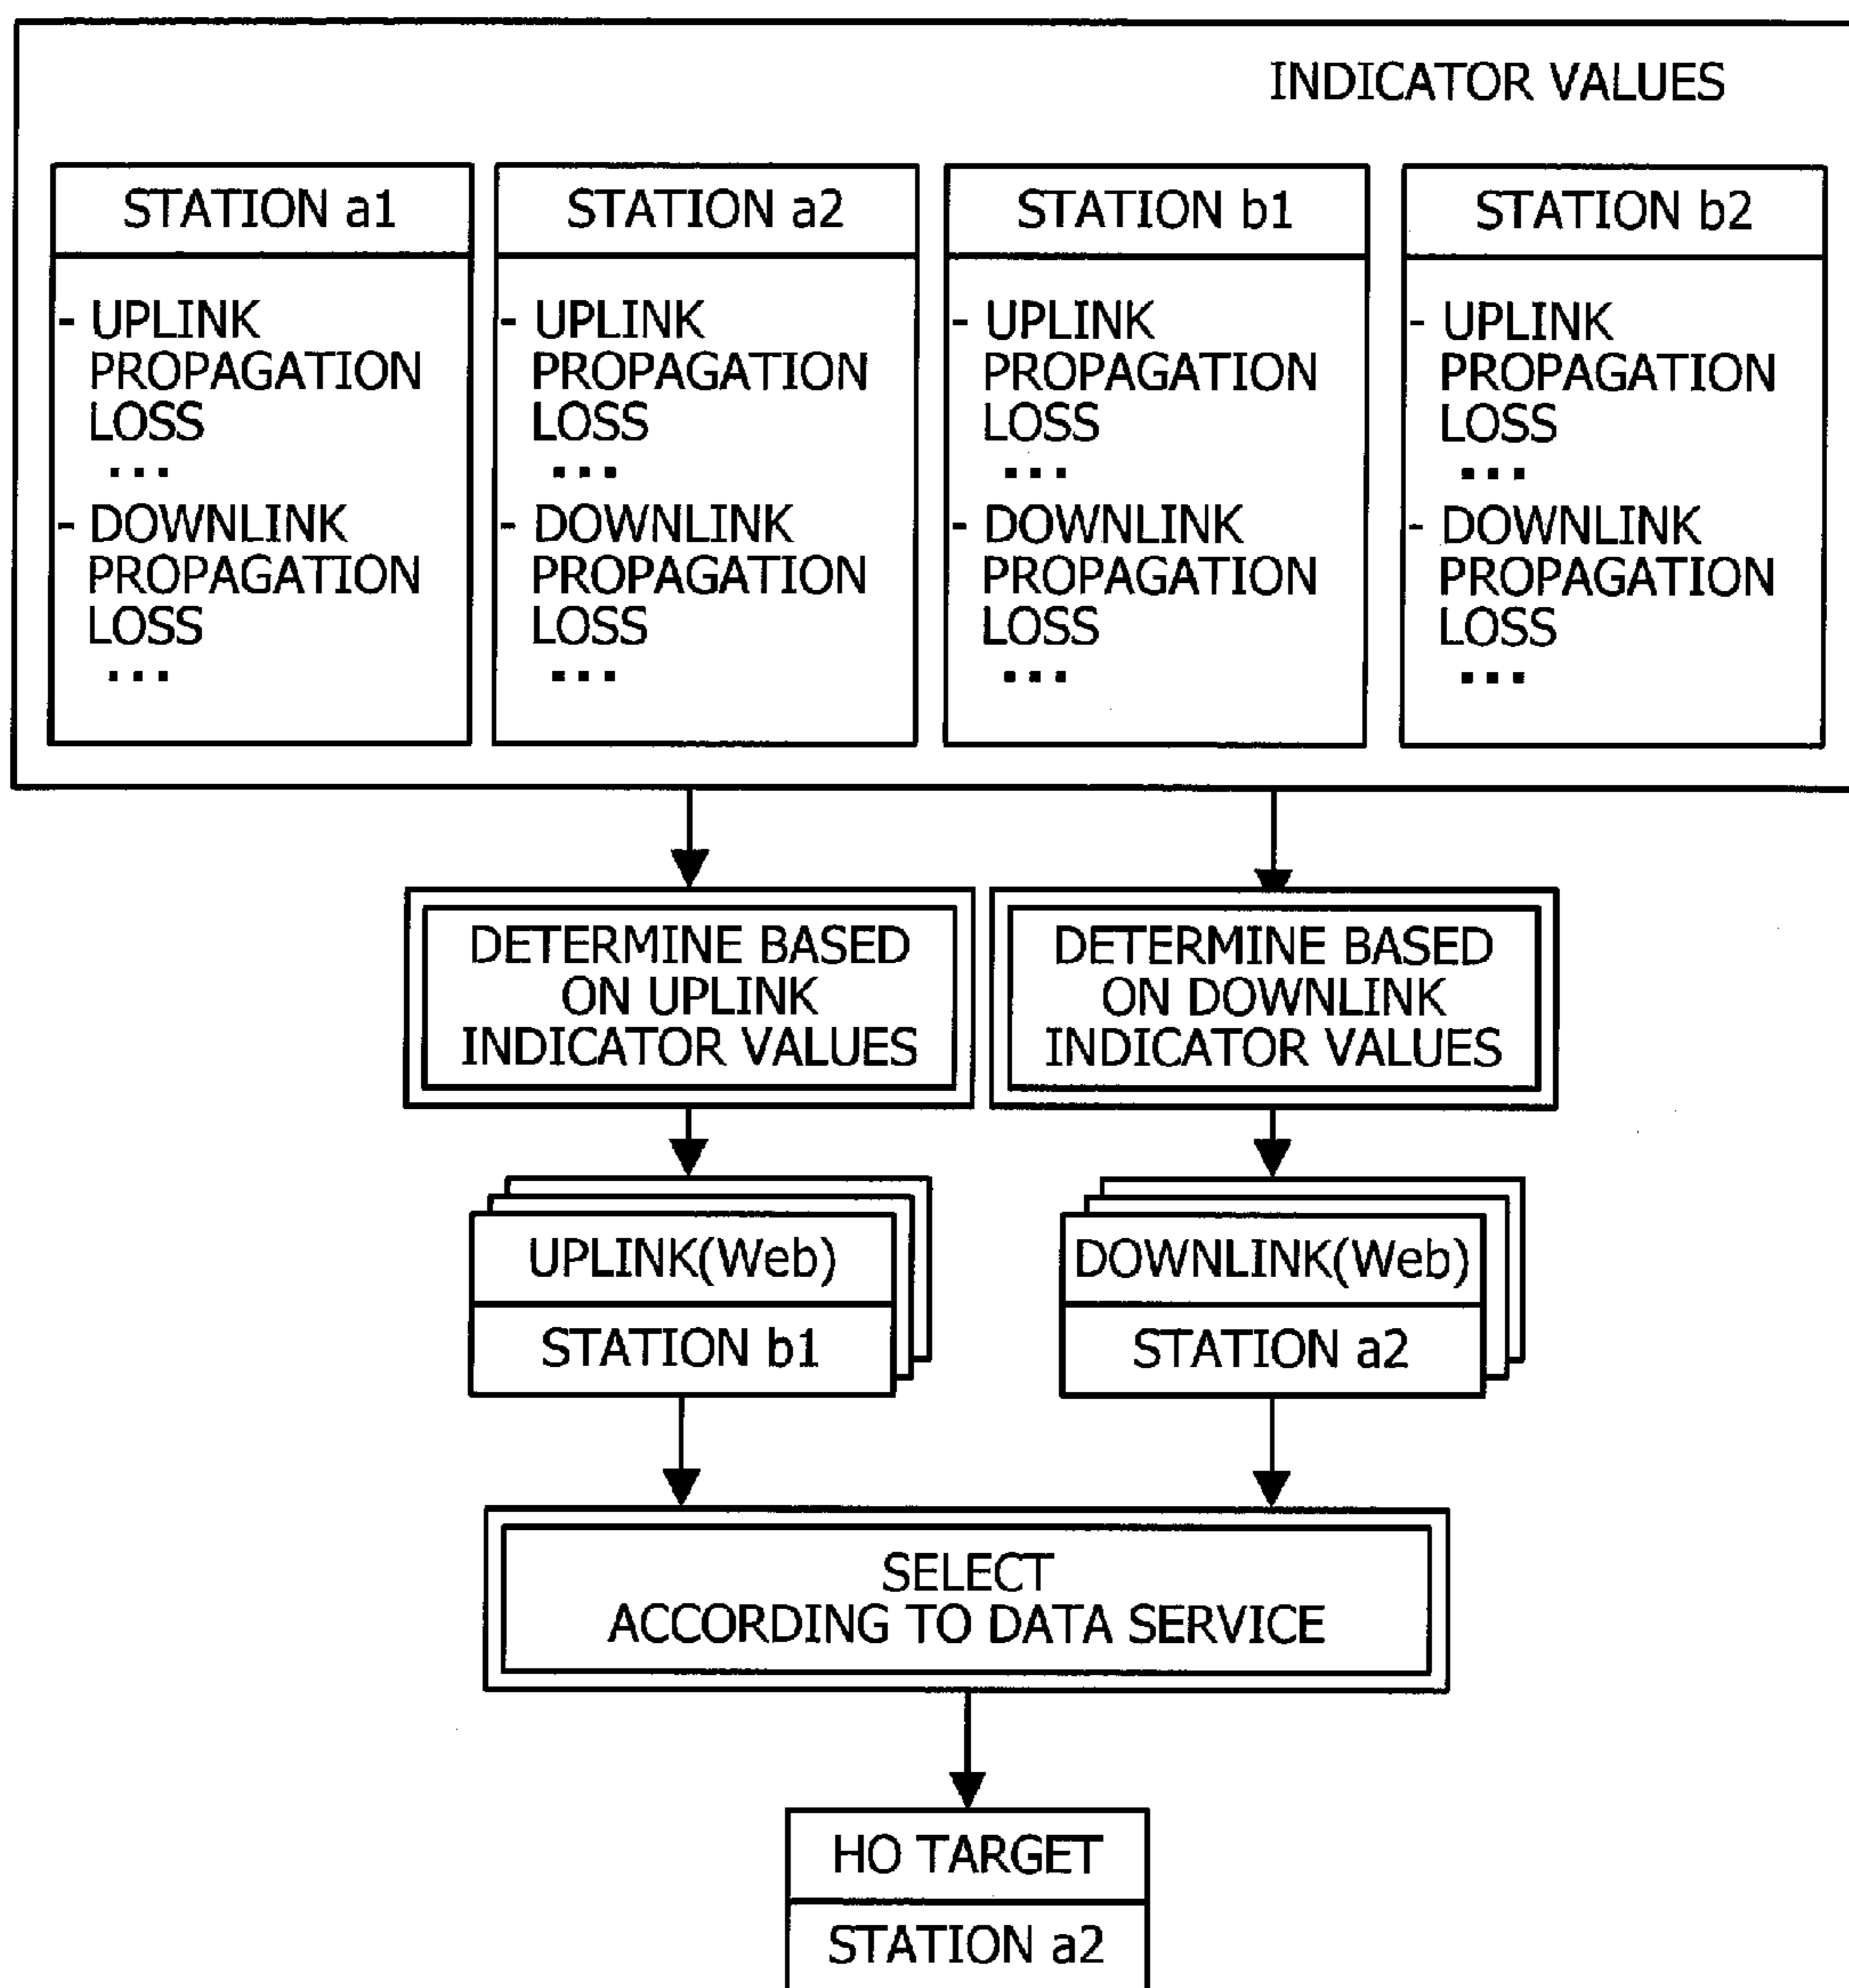 INDICATOR VALUES
STATION a1
- UPLINK
PROPAGATION
LOSS
...
- DOWNLINK
PROPAGATION
LOSS
...
STATION a2
- UPLINK
PROPAGATION
LOSS
...
- DOWNLINK
PROPAGATION
LOSS
...
STATION b1
- UPLINK
PROPAGATION
LOSS
...
- DOWNLINK
PROPAGATION
LOSS
...
STATION b2
- UPLINK
PROPAGATION
LOSS
...
- DOWNLINK
PROPAGATION
LOSS
...
DETERMINE BASED
ON UPLINK
INDICATOR VALUES
DETERMINE BASED
ON DOWNLINK
INDICATOR VALUES
UPLINK(Web)
STATION b1
DOWNLINK(Web)
STATION a2
SELECT
ACCORDING TO DATA SERVICE
HO TARGET
STATION a2